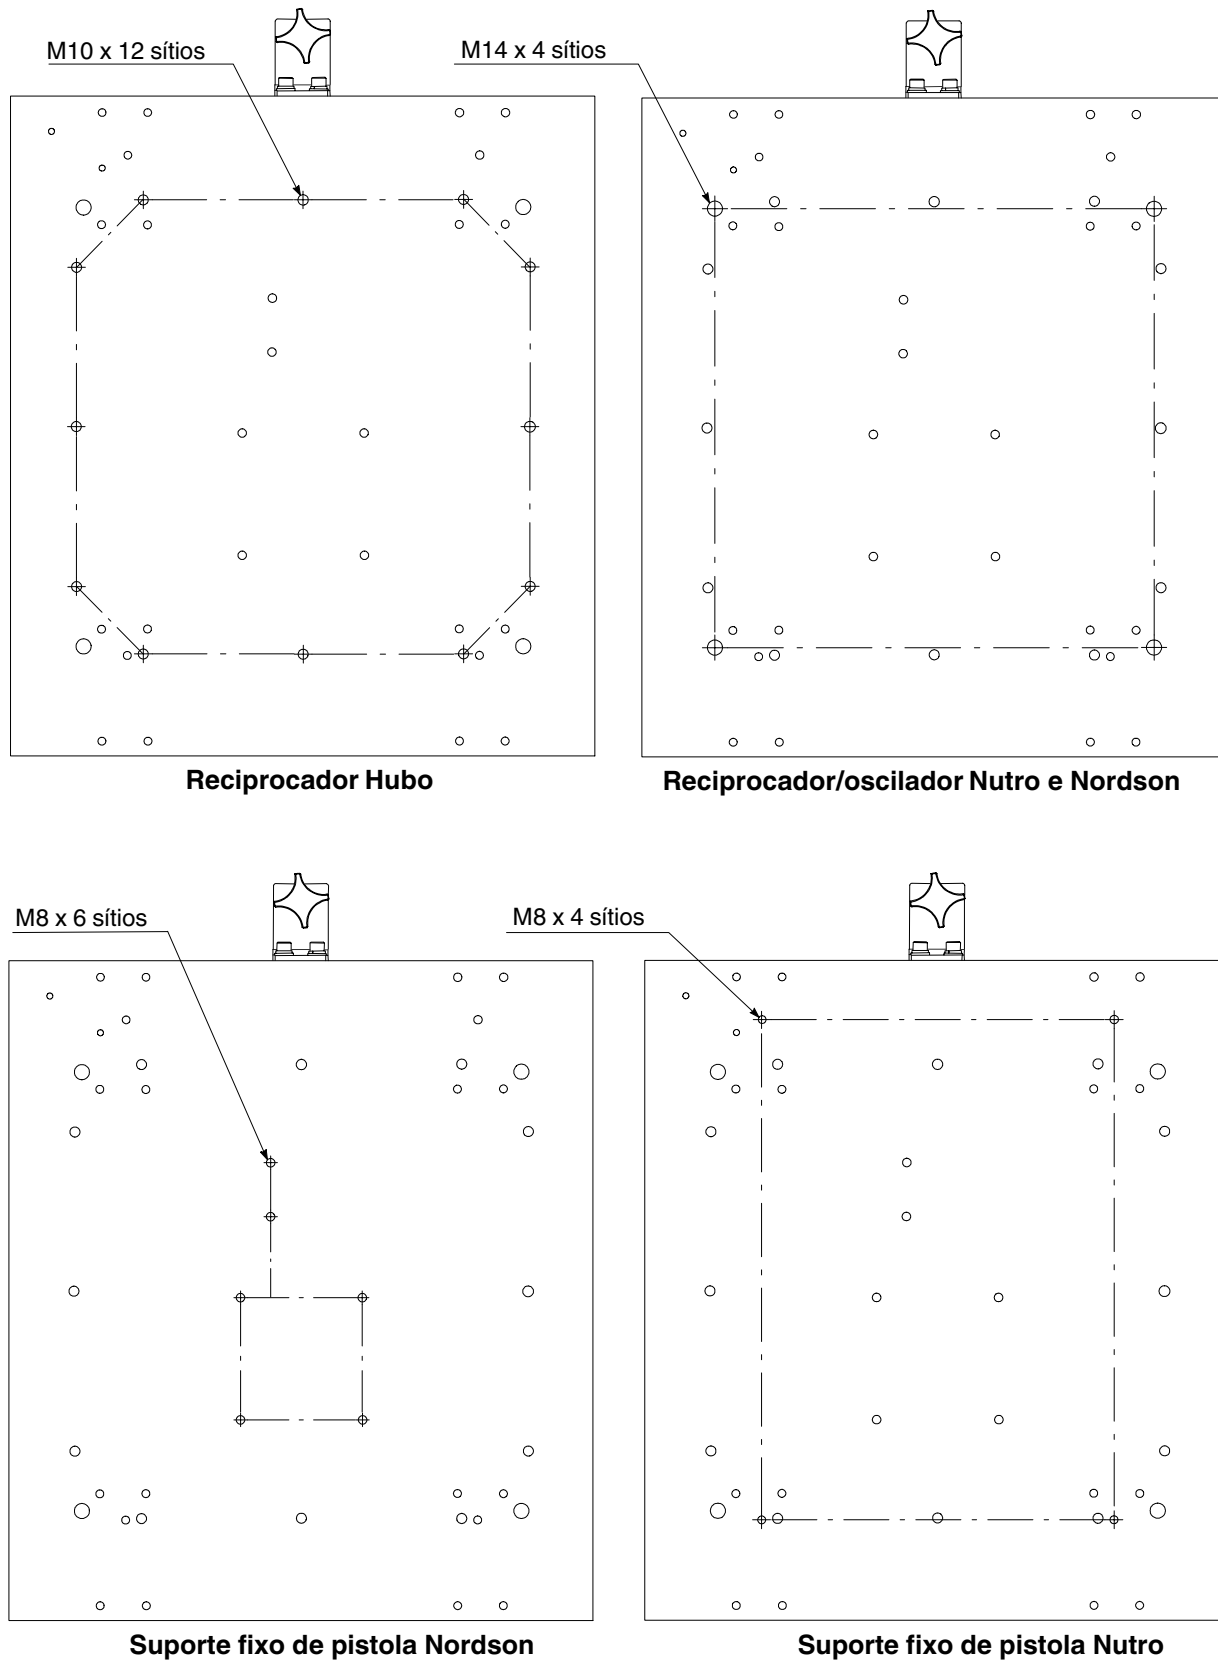 M10 x 12 sítios
M14 x 4 sítios
Reciprocador Hubo
Reciprocador/oscilador Nutro e Nordson
M8 x 6 sítios
M8 x 4 sítios
Suporte fixo de pistola Nordson
Suporte fixo de pistola Nutro